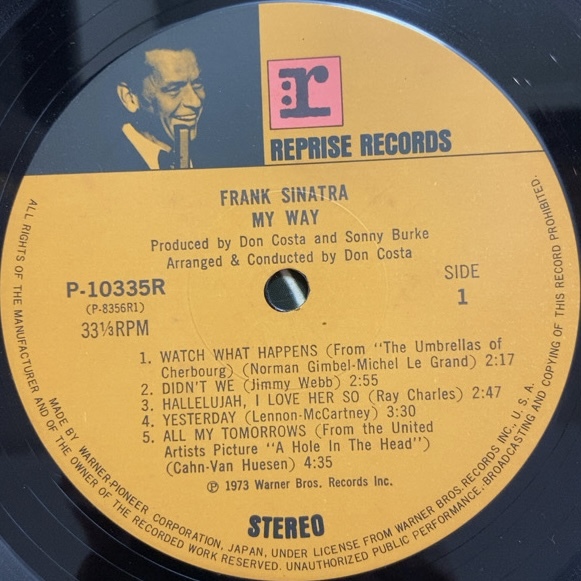 r
REPRISE RECORDS
FRANK SINATRA
MY WAY
Produced by Don Costa and Sonny Burke
Arranged & Conducted by Don Costa
P-10335R
(P-8356R1)
33⅓RPM
SIDE
1
1. WATCH WHAT HAPPENS (From "The Umbrellas of
Cherbourg) (Norman Gimbel-Michel Le Grand) 2:17
2. DIDN'T WE (Jimmy Webb) 2:55
3. HALLELUJAH, I LOVE HER SO (Ray Charles) 2:47
4. YESTERDAY (Lennon-McCartney) 3:30
5. ALL MY TOMORROWS (From the United
Artists Picture "A Hole In The Head")
(Cahn-Van Huesen) 4:35
℗ 1973 Warner Bros. Records Inc.
STEREO
ALL RIGHTS OF THE MANUFACTURER AND OF THE OWNER OF THE RECORDED WORK RESERVED. UNAUTHORIZED PUBLIC PERFORMANCE, BROADCASTING AND COPYING OF THIS RECORD PROHIBITED.
MADE BY WARNER-PIONEER CORPORATION, JAPAN, UNDER LICENSE FROM WARNER BROS. RECORDS INC., U.S.A.